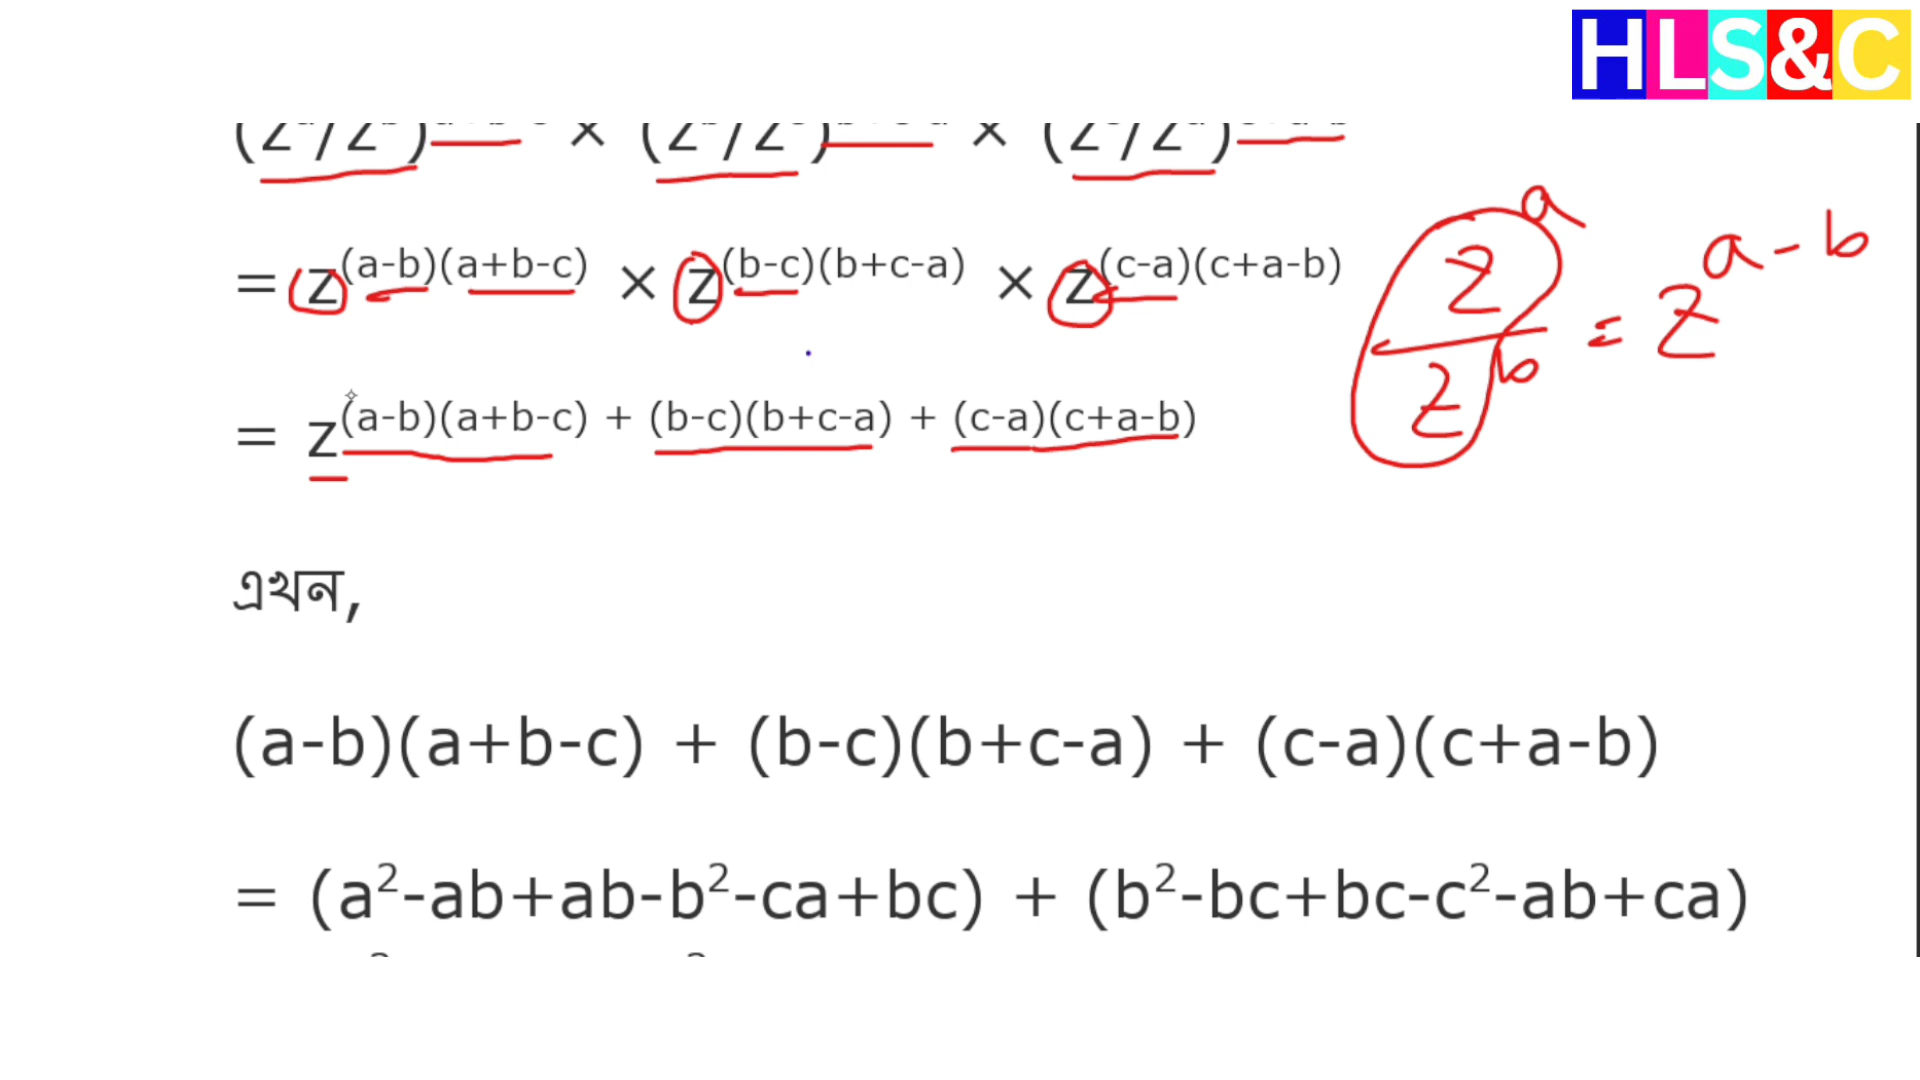 HLS&C
= z^(a-b)(a+b-c) × z^(b-c)(b+c-a) × z^(c-a)(c+a-b)
= z^(a-b)(a+b-c) + (b-c)(b+c-a) + (c-a)(c+a-b)
z^a / z^b = z^a-b
এখন,
(a-b)(a+b-c) + (b-c)(b+c-a) + (c-a)(c+a-b)
= (a²-ab+ab-b²-ca+bc) + (b²-bc+bc-c²-ab+ca)